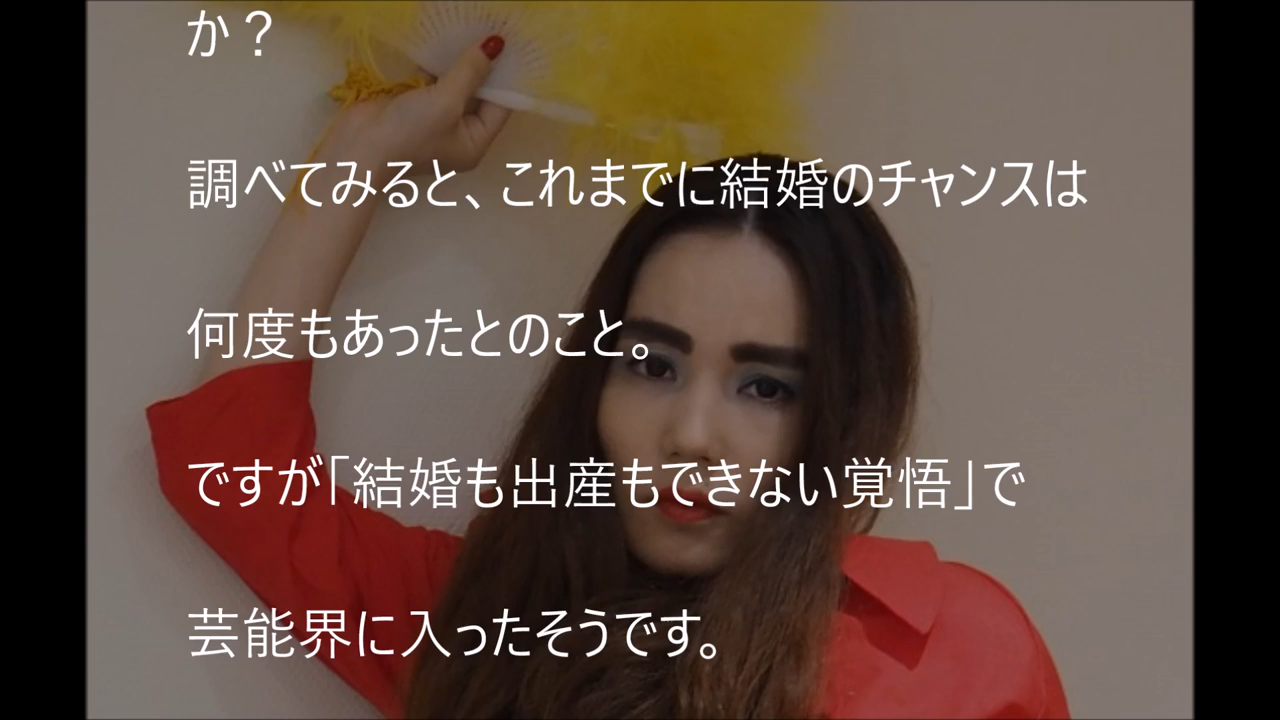 か？
調べてみると、これまでに結婚のチャンスは
何度もあったとのこと。
ですが「結婚も出産もできない覚悟」で
芸能界に入ったそうです。